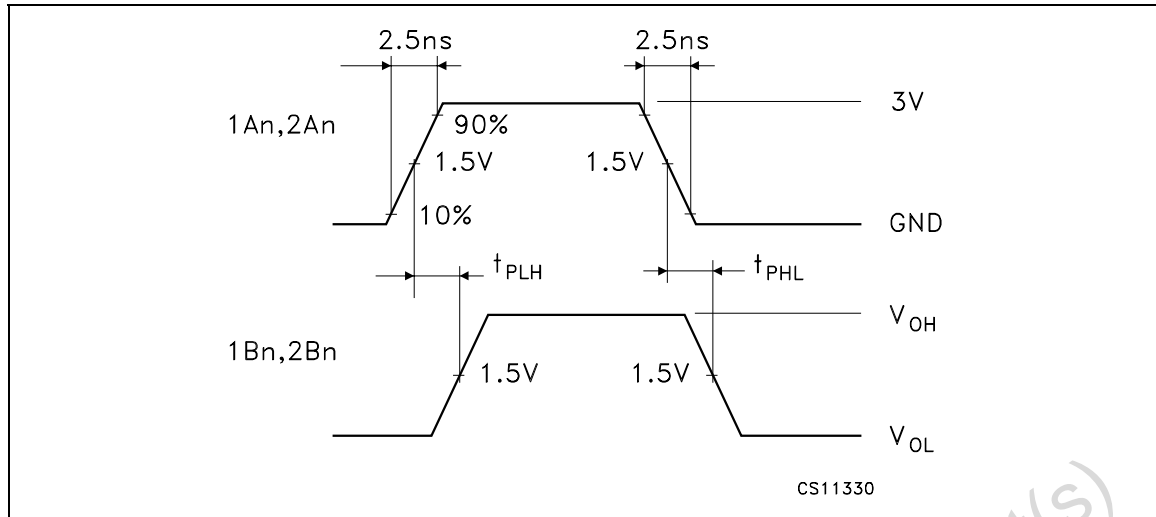 2.5ns 2.5ns
3V
1An,2An
90%
1.5V 1.5V
10%
GND
tPLH tPHL
VOH
1Bn,2Bn
1.5V 1.5V
VOL
CS11330